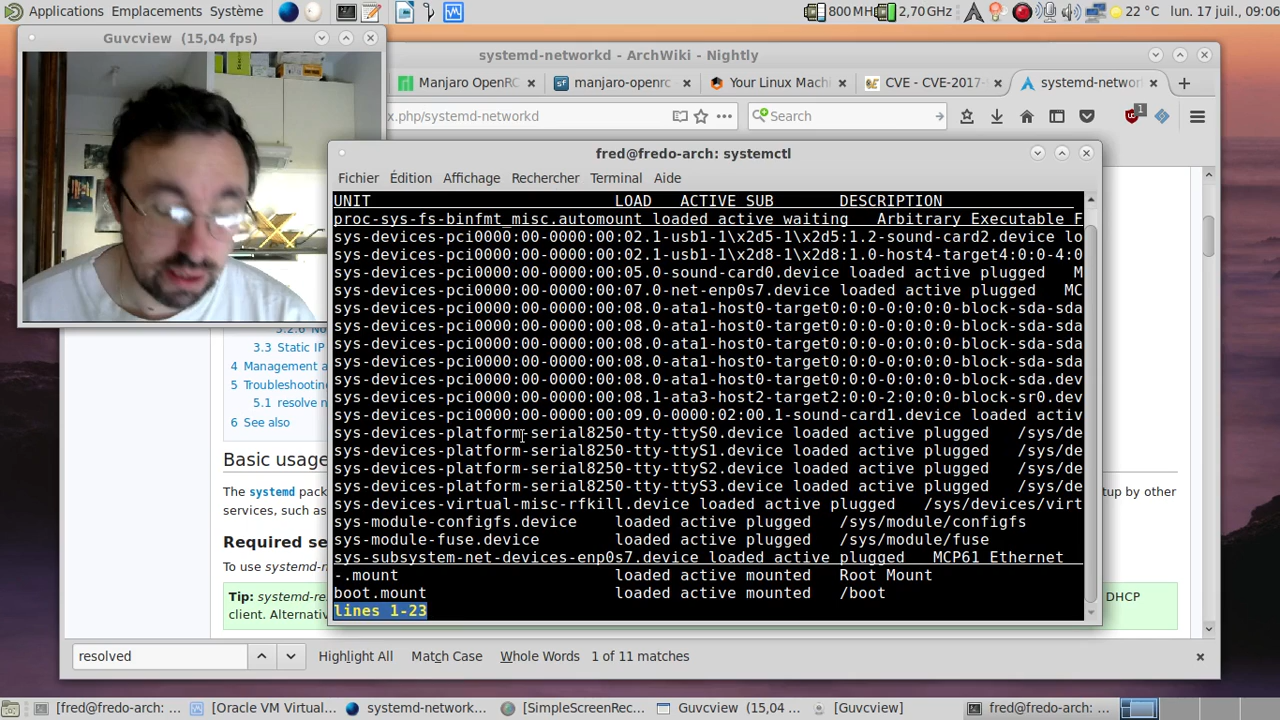 Applications Emplacements Système 800 MH 2,70 GHz 22 °C lun. 17 juil., 09:06
Guvcview (15,04 fps)
systemd-networkd - ArchWiki - Nightly
Manjaro OpenRC
manjaro-openrc
Your Linux Machi
CVE - CVE-2017-
systemd-network
x.php/systemd-networkd
Search
1
fred@fredo-arch: systemctl
Fichier Édition Affichage Rechercher Terminal Aide
UNIT LOAD ACTIVE SUB DESCRIPTION
proc-sys-fs-binfmt_misc.automount loaded active waiting Arbitrary Executable F
sys-devices-pci0000:00-0000:00:02.1-usb1-1\x2d5-1\x2d5:1.2-sound-card2.device lo
sys-devices-pci0000:00-0000:00:02.1-usb1-1\x2d8-1\x2d8:1.0-host4-target4:0:0-4:0
sys-devices-pci0000:00-0000:00:05.0-sound-card0.device loaded active plugged M
sys-devices-pci0000:00-0000:00:07.0-net-enp0s7.device loaded active plugged MC
sys-devices-pci0000:00-0000:00:08.0-ata1-host0-target0:0:0-0:0:0:0-block-sda-sda
sys-devices-pci0000:00-0000:00:08.0-ata1-host0-target0:0:0-0:0:0:0-block-sda-sda
sys-devices-pci0000:00-0000:00:08.0-ata1-host0-target0:0:0-0:0:0:0-block-sda-sda
sys-devices-pci0000:00-0000:00:08.0-ata1-host0-target0:0:0-0:0:0:0-block-sda-sda
sys-devices-pci0000:00-0000:00:08.0-ata1-host0-target0:0:0-0:0:0:0-block-sda.dev
sys-devices-pci0000:00-0000:00:08.1-ata3-host2-target2:0:0-2:0:0:0-block-sr0.dev
sys-devices-pci0000:00-0000:00:09.0-0000:02:00.1-sound-card1.device loaded activ
sys-devices-platform-serial8250-tty-ttyS0.device loaded active plugged /sys/de
sys-devices-platform-serial8250-tty-ttyS1.device loaded active plugged /sys/de
sys-devices-platform-serial8250-tty-ttyS2.device loaded active plugged /sys/de
sys-devices-platform-serial8250-tty-ttyS3.device loaded active plugged /sys/de
sys-devices-virtual-misc-rfkill.device loaded active plugged /sys/devices/virt
sys-module-configfs.device loaded active plugged /sys/module/configfs
sys-module-fuse.device loaded active plugged /sys/module/fuse
sys-subsystem-net-devices-enp0s7.device loaded active plugged MCP61 Ethernet
-.mount loaded active mounted Root Mount
boot.mount loaded active mounted /boot
lines 1-23
3.2.6 No
3.3 Static IP
4 Management a
5 Troubleshooting
5.1 resolve n
6 See also
Basic usage
The systemd pack tup by other
services, such as
Required se
To use systemd-n
Tip: systemd-re DHCP
client. Alternativ
resolved Highlight All Match Case Whole Words 1 of 11 matches
[fred@fredo-arch: ... [Oracle VM Virtual... systemd-network... [SimpleScreenRec... Guvcview (15,04 ... [Guvcview] fred@fredo-arch: ...